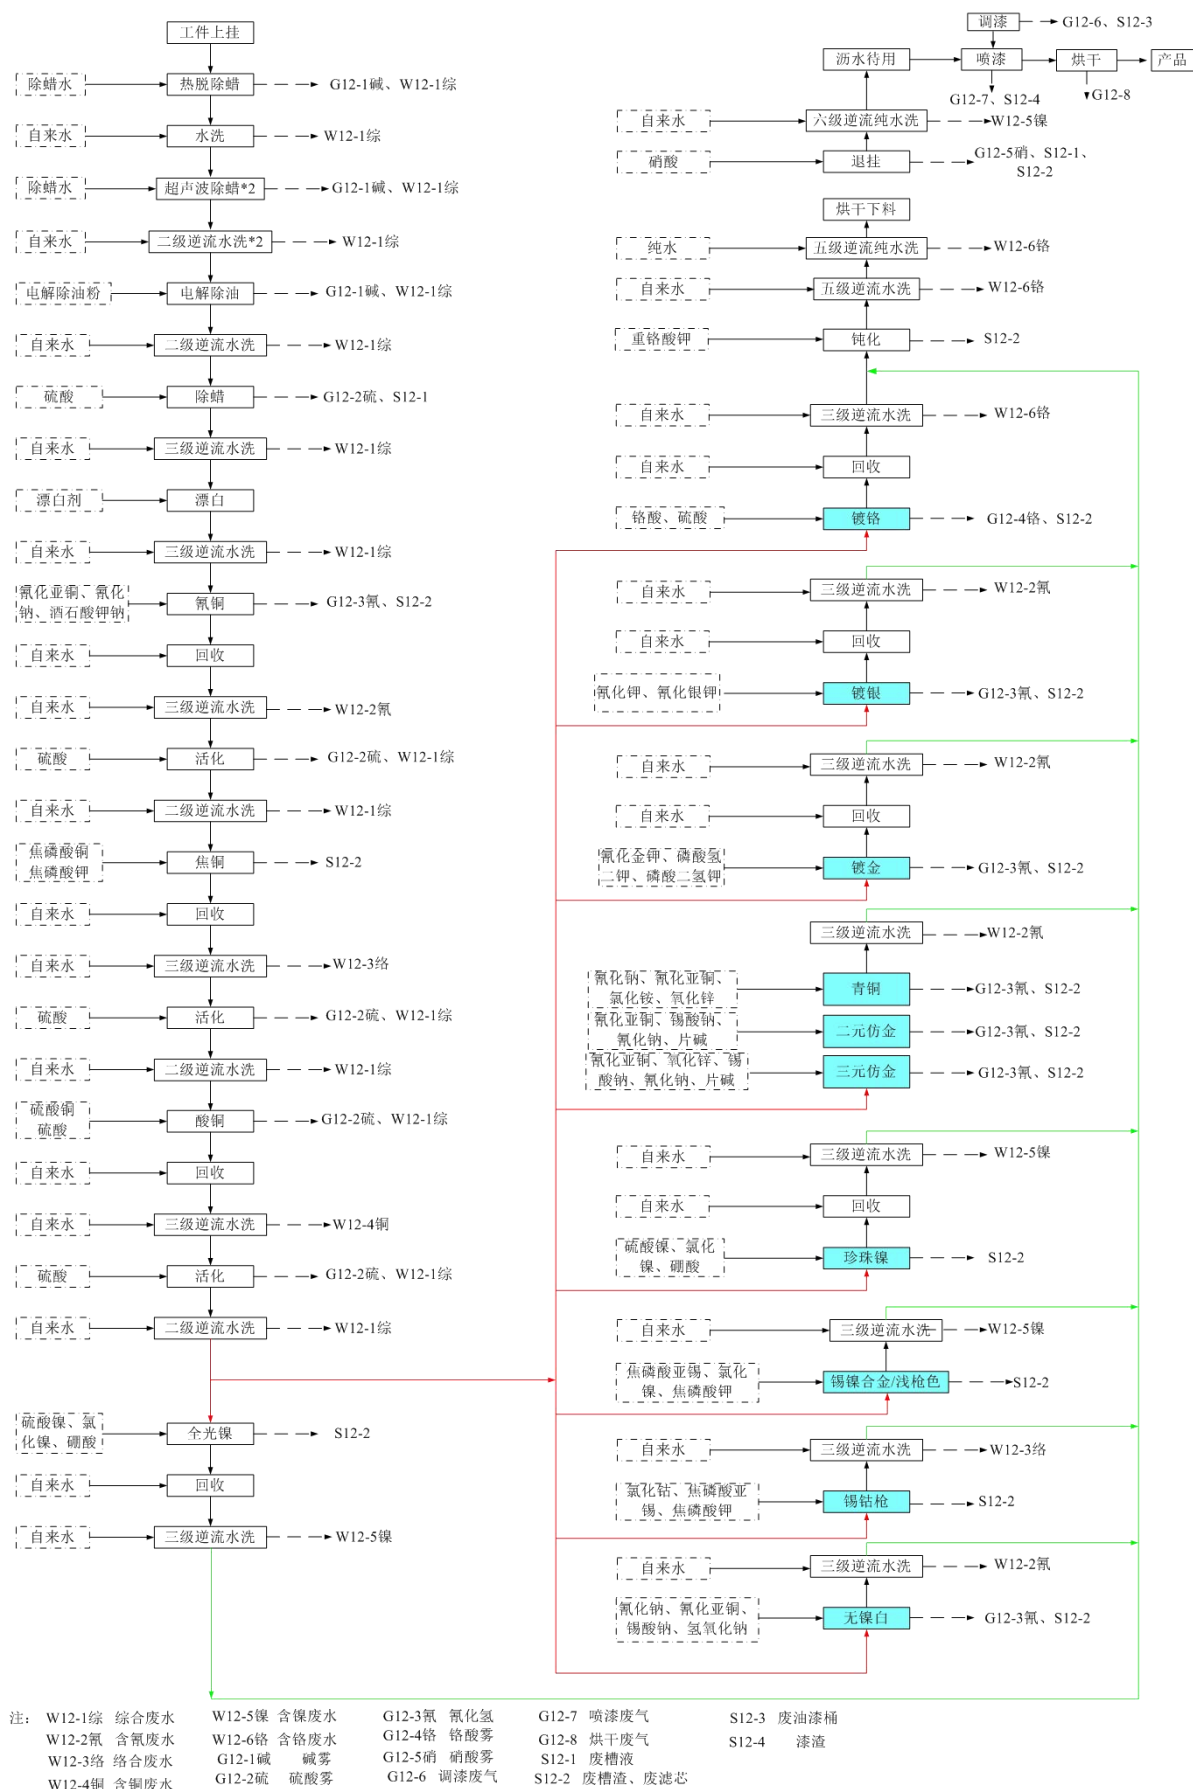 工件上挂
除蜡水
热脱除蜡
G12-1碱、W12-1综
自来水
水洗
W12-1综
除蜡水
超声波除蜡*2
G12-1碱、W12-1综
自来水
二级逆流水洗*2
W12-1综
电解除油粉
电解除油
G12-1碱、W12-1综
自来水
二级逆流水洗
W12-1综
硫酸
除蜡
G12-2硫、S12-1
自来水
三级逆流水洗
W12-1综
漂白剂
漂白
自来水
三级逆流水洗
W12-1综
氰化亚铜、氰化
钠、酒石酸钾钠
氰铜
G12-3氰、S12-2
自来水
回收
自来水
三级逆流水洗
W12-2氰
硫酸
活化
G12-2硫、W12-1综
自来水
二级逆流水洗
W12-1综
焦磷酸铜
焦磷酸钾
焦铜
S12-2
自来水
回收
自来水
三级逆流水洗
W12-3络
硫酸
活化
G12-2硫、W12-1综
自来水
二级逆流水洗
W12-1综
硫酸铜
硫酸
酸铜
G12-2硫、W12-1综
自来水
回收
自来水
三级逆流水洗
W12-4铜
硫酸
活化
G12-2硫、W12-1综
自来水
二级逆流水洗
W12-1综
硫酸镍、氯
化镍、硼酸
全光镍
S12-2
自来水
回收
自来水
三级逆流水洗
W12-5镍
调漆
G12-6、S12-3
沥水待用
喷漆
烘干
产品
G12-7、S12-4
G12-8
自来水
六级逆流纯水洗
W12-5镍
硝酸
退挂
G12-5硝、S12-1、
S12-2
烘干下料
纯水
五级逆流纯水洗
W12-6铬
自来水
五级逆流水洗
W12-6铬
重铬酸钾
钝化
S12-2
自来水
三级逆流水洗
W12-6铬
自来水
回收
铬酸、硫酸
镀铬
G12-4铬、S12-2
自来水
三级逆流水洗
W12-2氰
自来水
回收
氰化钾、氰化银钾
镀银
G12-3氰、S12-2
自来水
三级逆流水洗
W12-2氰
自来水
回收
氰化金钾、磷酸氢
二钾、磷酸二氢钾
镀金
G12-3氰、S12-2
三级逆流水洗
W12-2氰
氰化钠、氰化亚铜、
氯化铵、氧化锌
青铜
G12-3氰、S12-2
氰化亚铜、锡酸钠、
氰化钠、片碱
二元仿金
G12-3氰、S12-2
氰化亚铜、氧化锌、锡
酸钠、氰化钠、片碱
三元仿金
G12-3氰、S12-2
自来水
三级逆流水洗
W12-5镍
自来水
回收
硫酸镍、氯化
镍、硼酸
珍珠镍
S12-2
自来水
三级逆流水洗
W12-5镍
焦磷酸亚锡、氯化
镍、焦磷酸钾
锡镍合金/浅枪色
S12-2
自来水
三级逆流水洗
W12-3络
氯化钴、焦磷酸亚
锡、焦磷酸钾
锡钴枪
S12-2
自来水
三级逆流水洗
W12-2氰
氰化钠、氰化亚铜、
锡酸钠、氢氧化钠
无镍白
G12-3氰、S12-2
注： W12-1综 综合废水 W12-5镍 含镍废水 G12-3氰 氰化氢 G12-7 喷漆废气 S12-3 废油漆桶
W12-2氰 含氰废水 W12-6铬 含铬废水 G12-4铬 铬酸雾 G12-8 烘干废气 S12-4 漆渣
W12-3络 络合废水 G12-1碱 碱雾 G12-5硝 硝酸雾 S12-1 废槽液
W12-4铜 含铜废水 G12-2硫 硫酸雾 G12-6 调漆废气 S12-2 废槽渣、废滤芯